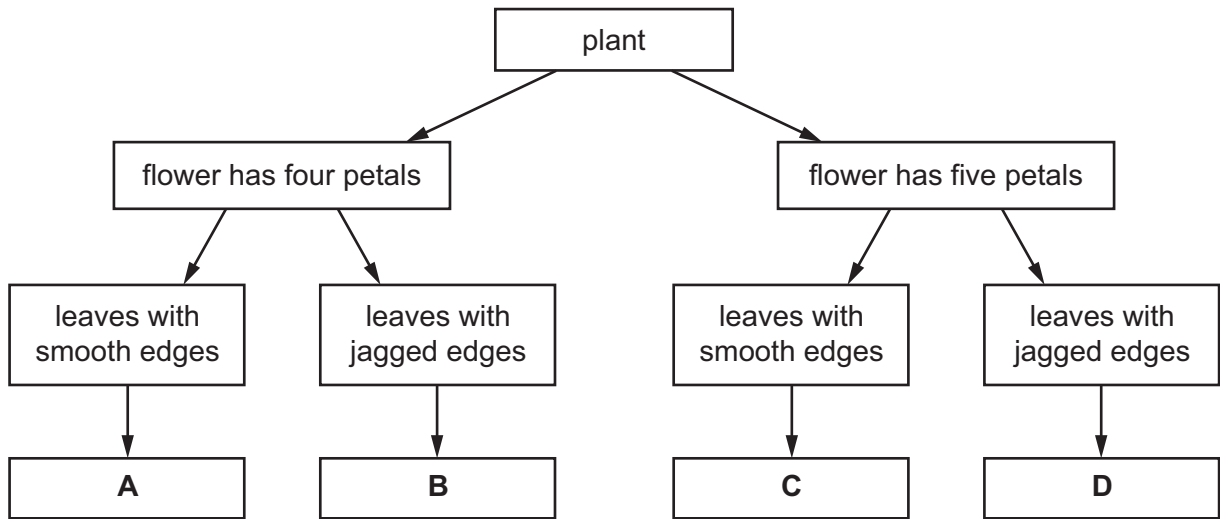 plant
flower has four petals
flower has five petals
leaves with
smooth edges
leaves with
jagged edges
leaves with
smooth edges
leaves with
jagged edges
A
B
C
D